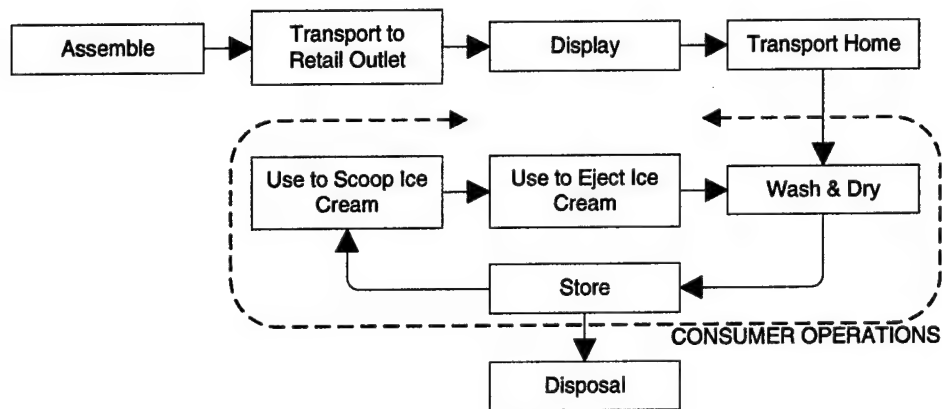 Assemble
Transport to
Retail Outlet
Display
Transport Home
Use to Scoop Ice
Cream
Use to Eject Ice
Cream
Wash & Dry
Store
CONSUMER OPERATIONS
Disposal